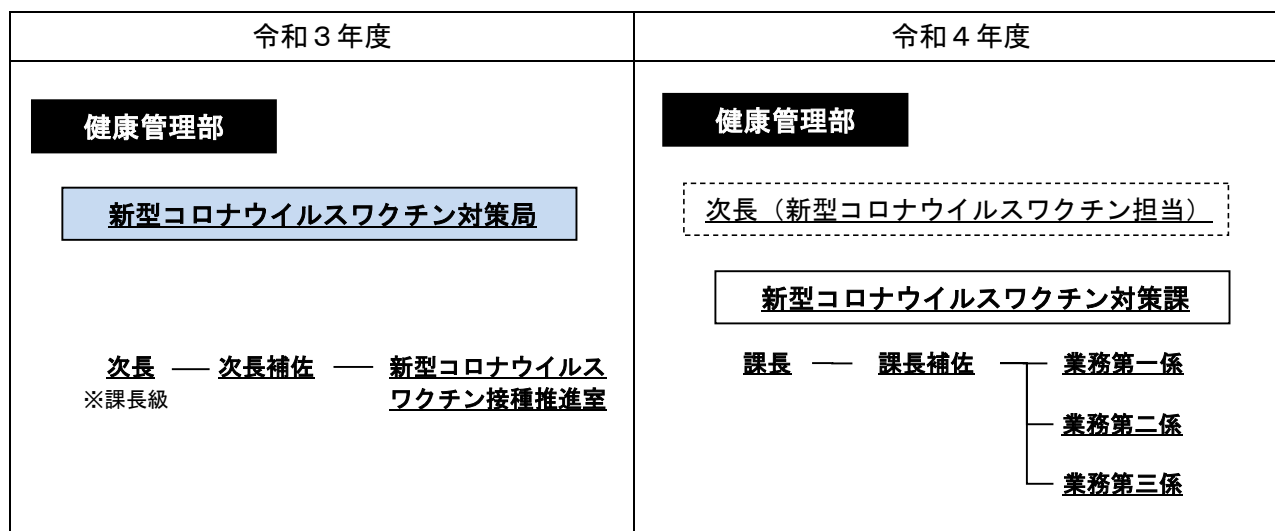 令和３年度
健康管理部
新型コロナウイルスワクチン対策局
次長 次長補佐 新型コロナウイルス
※課長級 ワクチン接種推進室
令和４年度
健康管理部
次長（新型コロナウイルスワクチン担当）
新型コロナウイルスワクチン対策課
課長 課長補佐 業務第一係
業務第二係
業務第三係